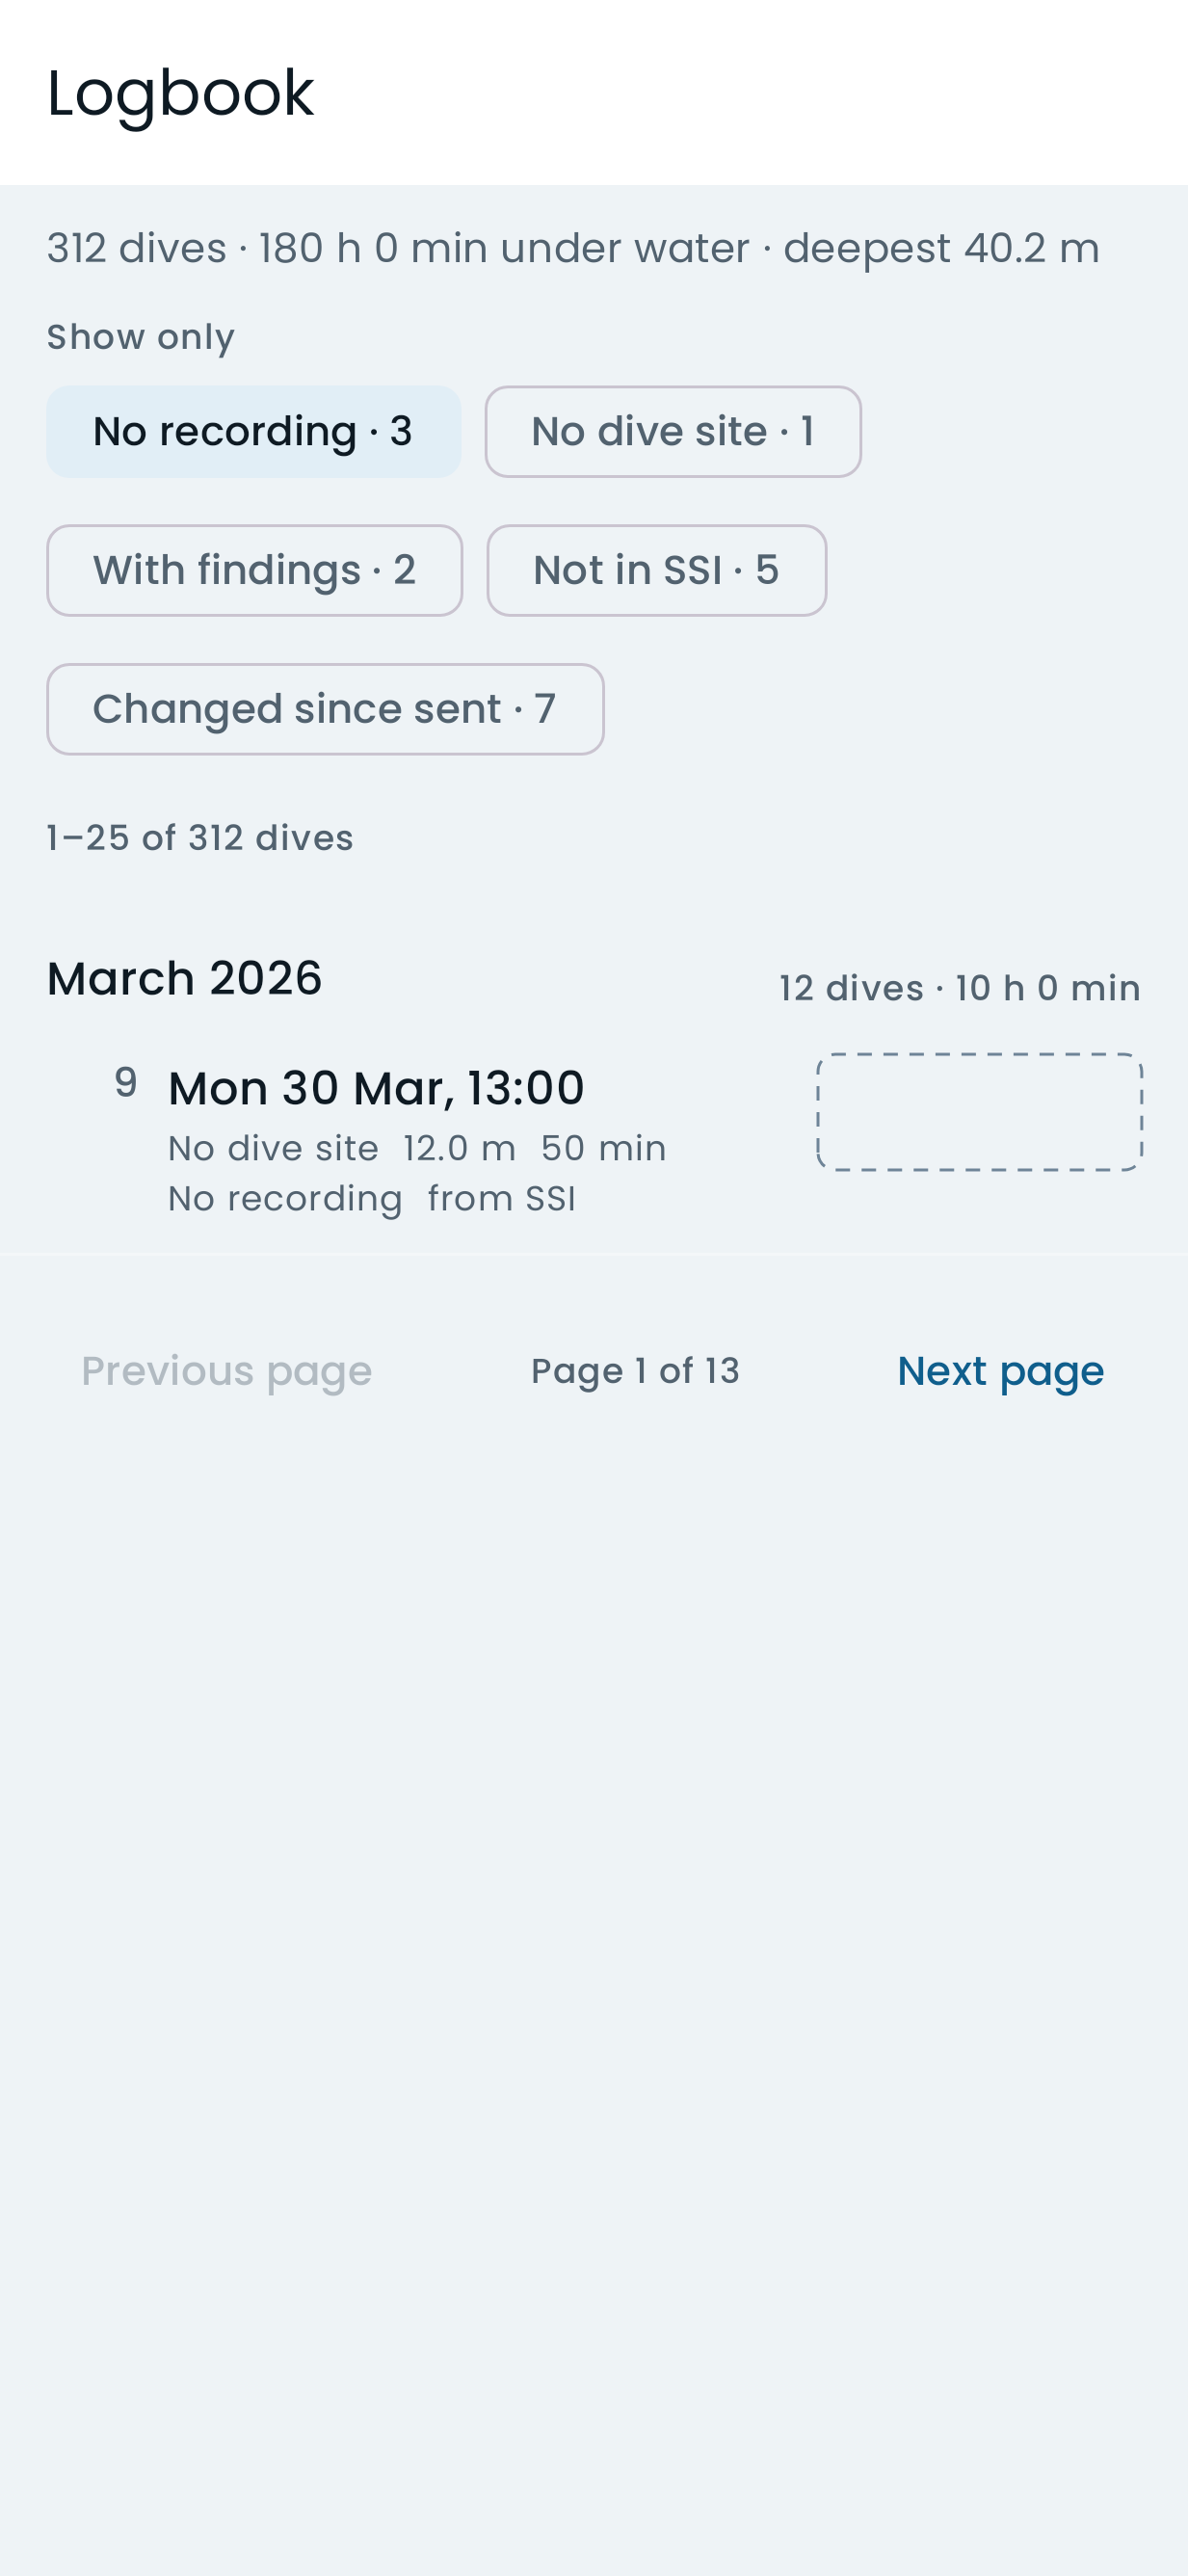 Logbook
312 dives · 180 h 0 min under water · deepest 40.2 m
Show only
No recording · 3
No dive site · 1
With findings · 2
Not in SSI · 5
Changed since sent · 7
1–25 of 312 dives
March 2026
12 dives · 10 h 0 min
9 Mon 30 Mar, 13:00
No dive site 12.0 m 50 min
No recording from SSI
Previous page
Page 1 of 13
Next page